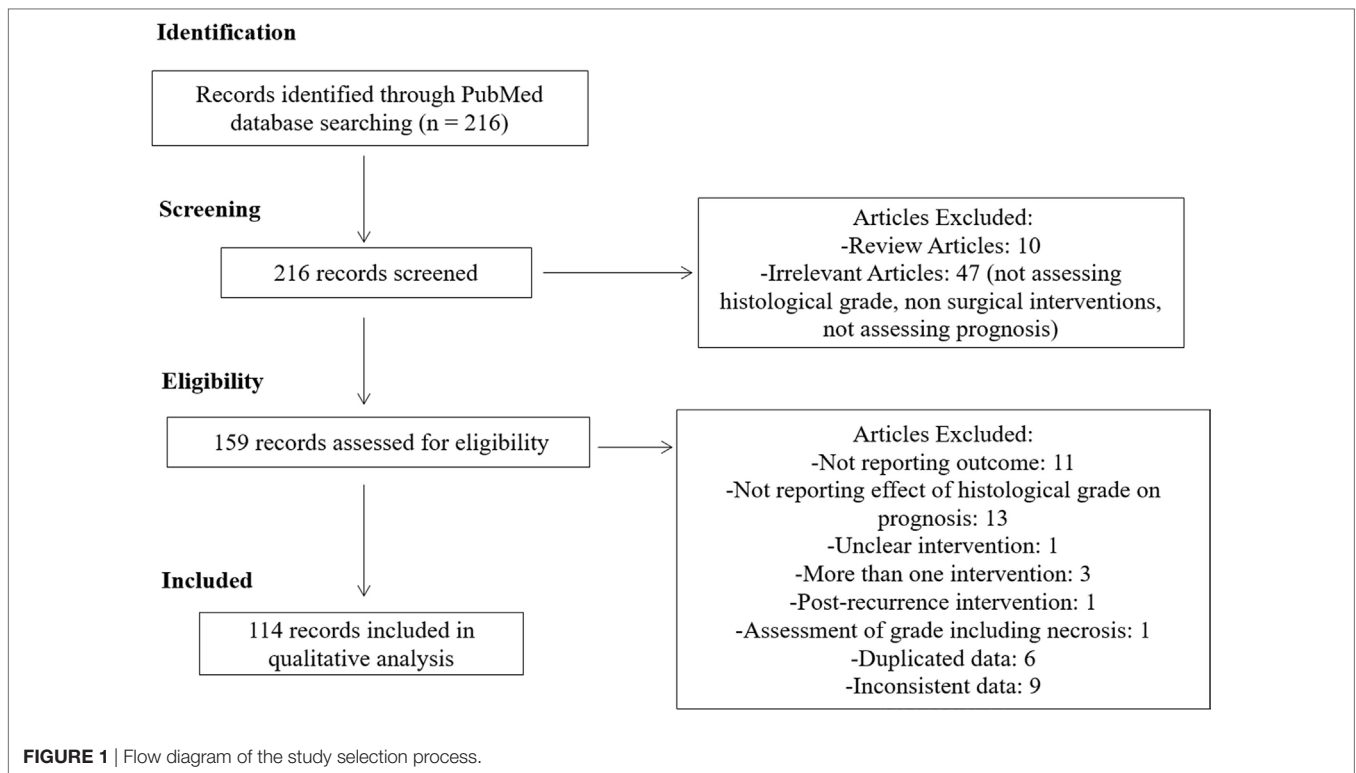 Identification
Records identified through PubMed
database searching (n = 216)
Screening
216 records screened
Articles Excluded:
-Review Articles: 10
-Irrelevant Articles: 47 (not assessing
histological grade, non surgical interventions,
not assessing prognosis)
Eligibility
159 records assessed for eligibility
Articles Excluded:
-Not reporting outcome: 11
-Not reporting effect of histological grade on
prognosis: 13
-Unclear intervention: 1
-More than one intervention: 3
-Post-recurrence intervention: 1
-Assessment of grade including necrosis: 1
-Duplicated data: 6
-Inconsistent data: 9
Included
114 records included in
qualitative analysis
FIGURE 1 | Flow diagram of the study selection process.